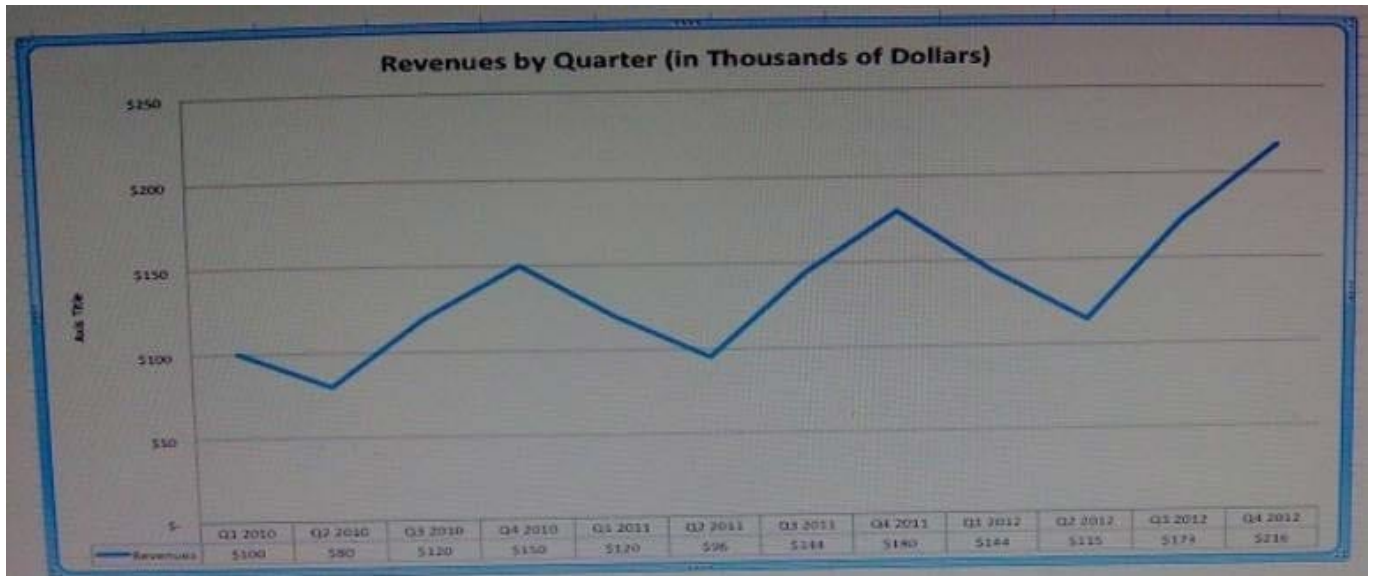 Revenues by Quarter (in Thousands of Dollars)
$250
$200
$150
Axis Title
$100
$50
$-
Q1 2010 Q2 2010 Q3 2010 Q4 2010 Q1 2011 Q2 2011 Q3 2011 Q4 2011 Q1 2012 Q2 2012 Q3 2012 Q4 2012
Revenues $100 $80 $120 $150 $120 $96 $144 $180 $144 $115 $173 $216